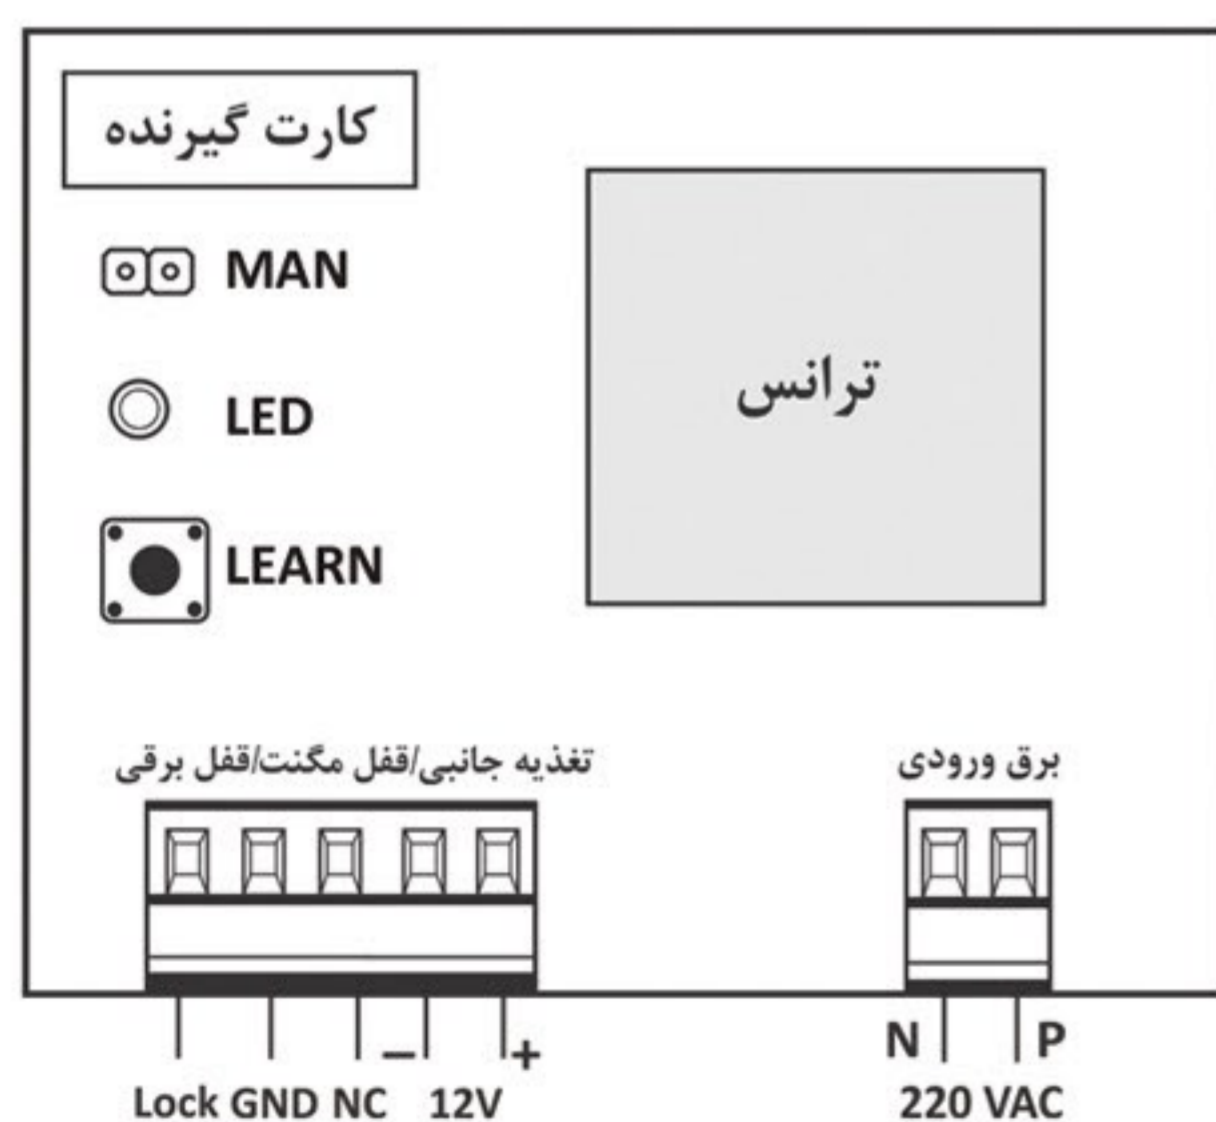 کارت گیرنده
MAN
LED
LEARN
ترانس
تغذیه جانبی/قفل مگنت/قفل برقی
برق ورودی
− +
Lock GND NC 12V
N P
220 VAC